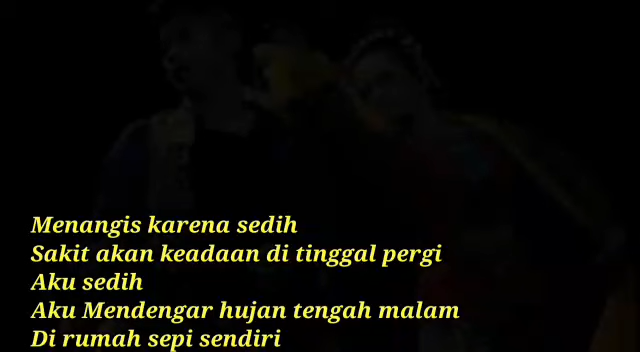 Menangis karena sedih
Sakit akan keadaan di tinggal pergi
Aku sedih
Aku Mendengar hujan tengah malam
Di rumah sepi sendiri